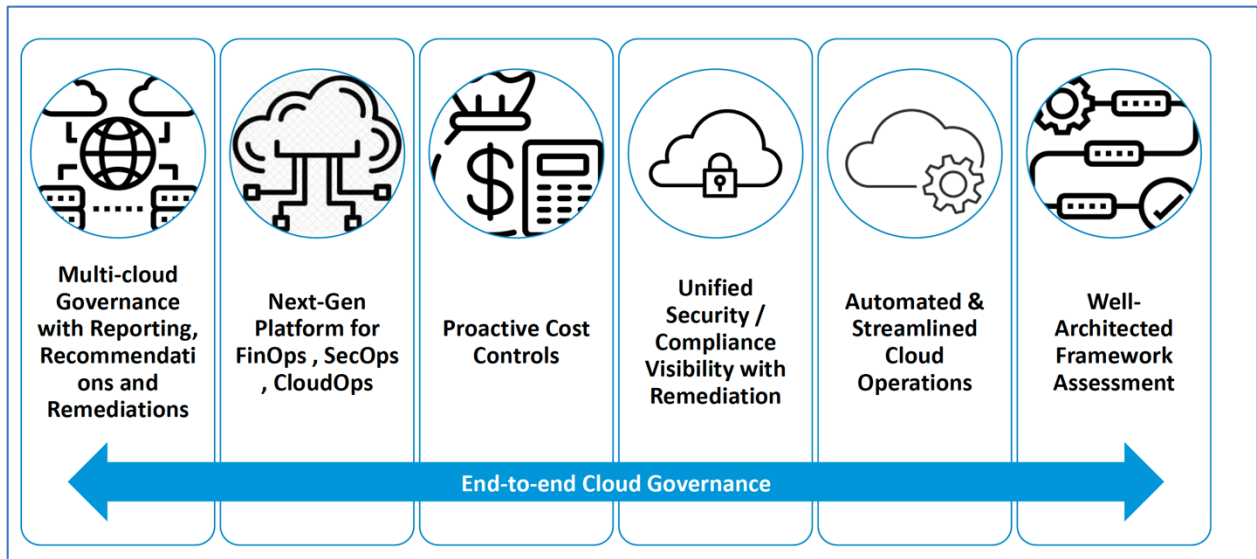 Multi-cloud
Governance
with Reporting,
Recommendati
ons and
Remediations
Next-Gen
Platform for
FinOps , SecOps
, CloudOps
Proactive Cost
Controls
Unified
Security /
Compliance
Visibility with
Remediation
Automated &
Streamlined
Cloud
Operations
Well-
Architected
Framework
Assessment
End-to-end Cloud Governance